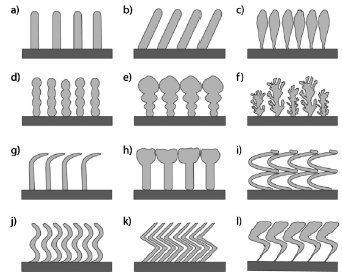 a) b) c)
d) e) f)
g) h) i)
j) k) l)